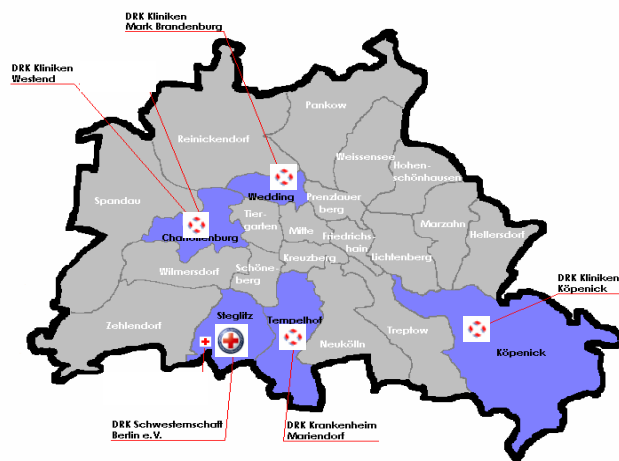 DRK Kliniken
Mark Brandenburg
DRK Kliniken
Westend
Pankow
Reinickendorf
Weissensee
Hohen-
schönhausen
Spandau
Wedding
Prenzlauer
berg
Tier-
garten
Charlottenburg
Mitte
Friedrichs-
hain
Marzahn
Hellersdorf
Kreuzberg
Lichtenberg
Wilmersdorf
Schöne-
berg
DRK Kliniken
Köpenick
Steglitz
Tempelhof
Zehlendorf
Treptow
Neukölln
Köpenick
DRK Schwesternschaft
Berlin e.V.
DRK Krankenheim
Mariendorf